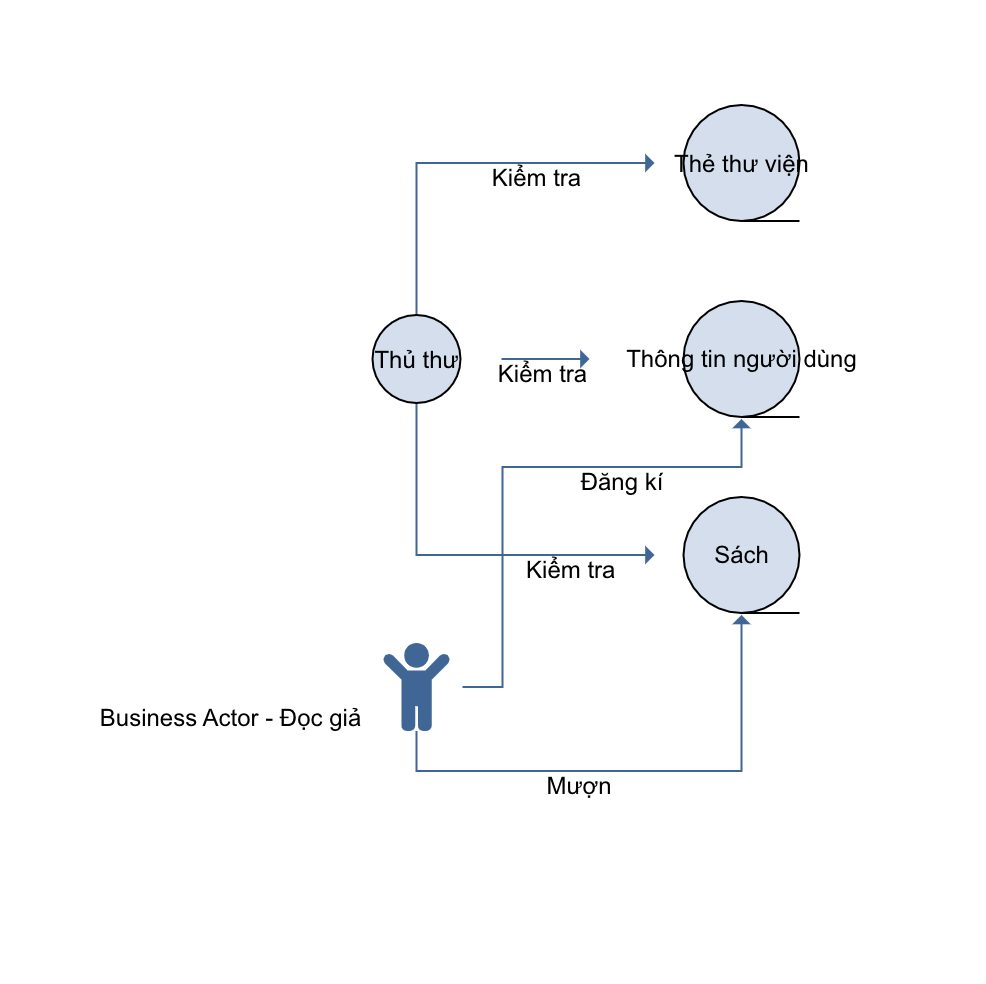 Thẻ thư viện
Kiểm tra
Thủ thư
Thông tin người dùng
Kiểm tra
Đăng kí
Sách
Kiểm tra
Business Actor - Đọc giả
Mượn